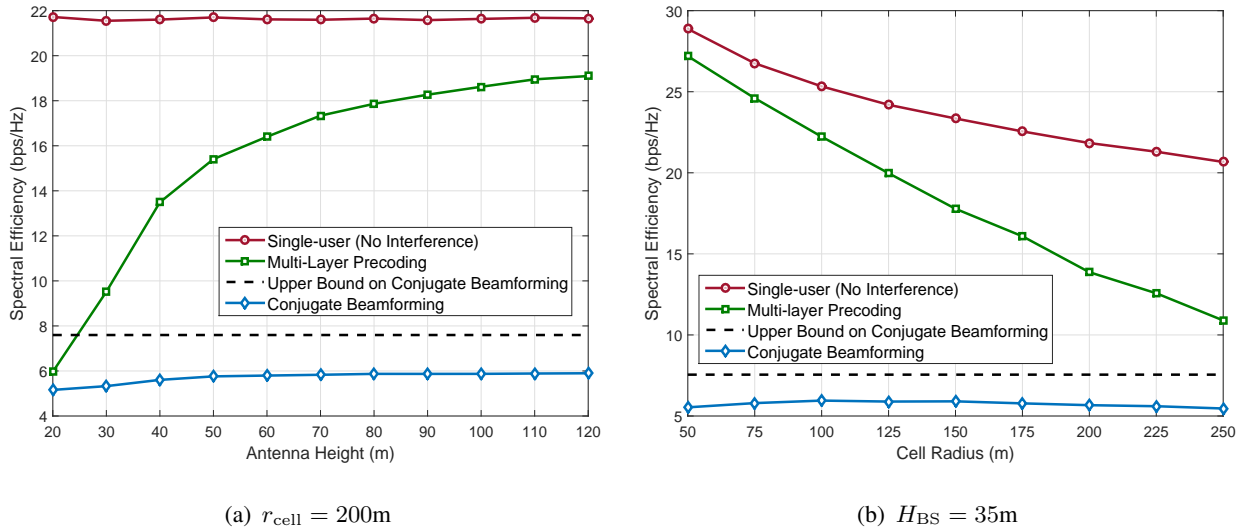 22
20
18
16
14
12
10
8
6
4
Spectral Efficiency (bps/Hz)
Single-user (No Interference)
Multi-Layer Precoding
Upper Bound on Conjugate Beamforming
Conjugate Beamforming
20 30 40 50 60 70 80 90 100 110 120
Antenna Height (m)
(a) r_cell = 200m
30
25
20
15
10
5
Spectral Efficiency (bps/Hz)
Single-user (No Interference)
Multi-layer Precoding
Upper Bound on Conjugate Beamforming
Conjugate Beamforming
50 75 100 125 150 175 200 225 250
Cell Radius (m)
(b) H_BS = 35m